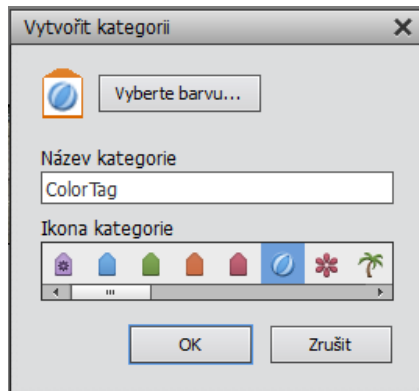 Vytvořit kategorii
Vyberte barvu...
Název kategorie
ColorTag
Ikona kategorie
OK
Zrušit